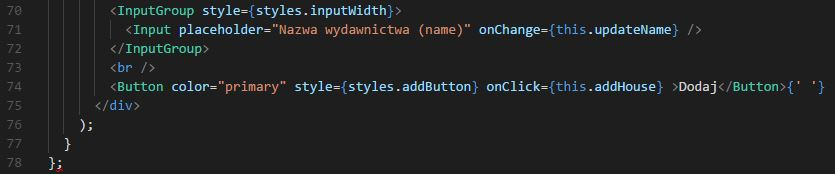 70 <InputGroup style={styles.inputWidth}>
71 <Input placeholder="Nazwa wydawnictwa (name)" onChange={this.updateName} />
72 </InputGroup>
73 <br />
74 <Button color="primary" style={styles.addButton} onClick={this.addHouse} >Dodaj</Button>{' '}
75 </div>
76 );
77 }
78 };